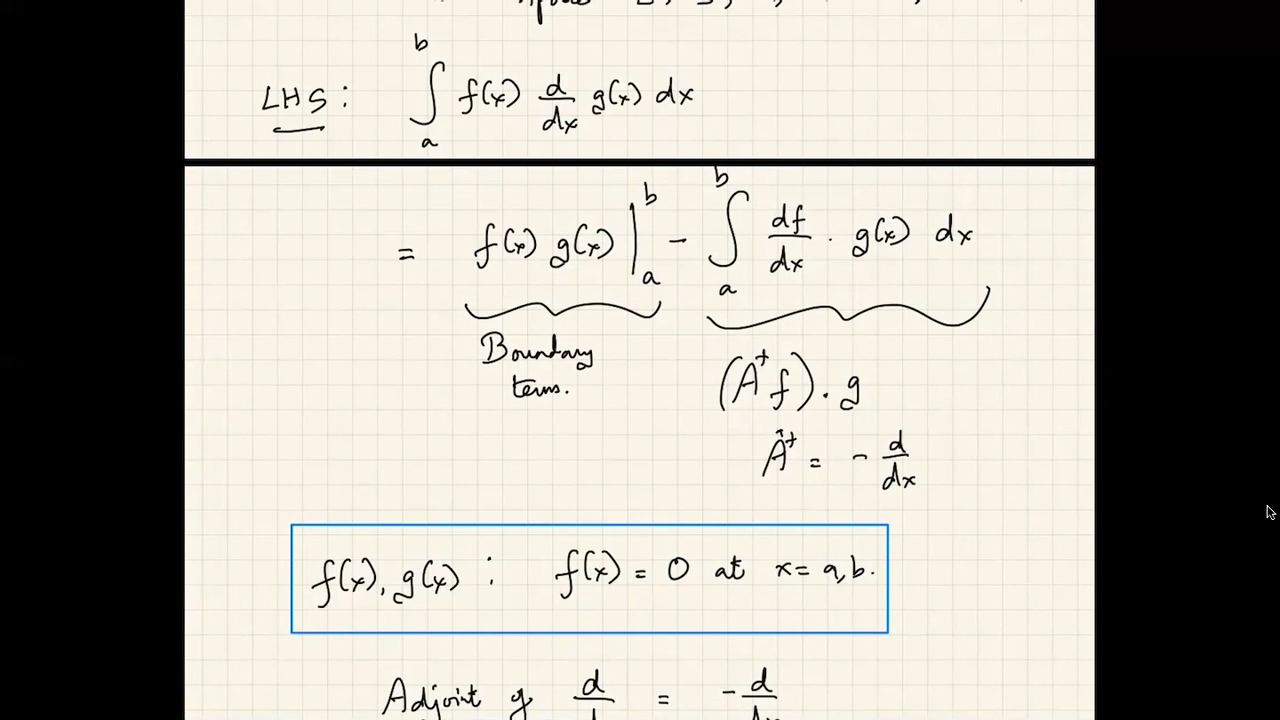 LHS : ∫_a^b f(x) d/dx g(x) dx
= f(x) g(x) |_a^b - ∫_a^b df/dx · g(x) dx
Boundary
terms.
(A† f) . g
Â† = - d/dx
f(x), g(x) : f(x) = 0 at x = a, b.
Adjoint of d/dx = - d/dx